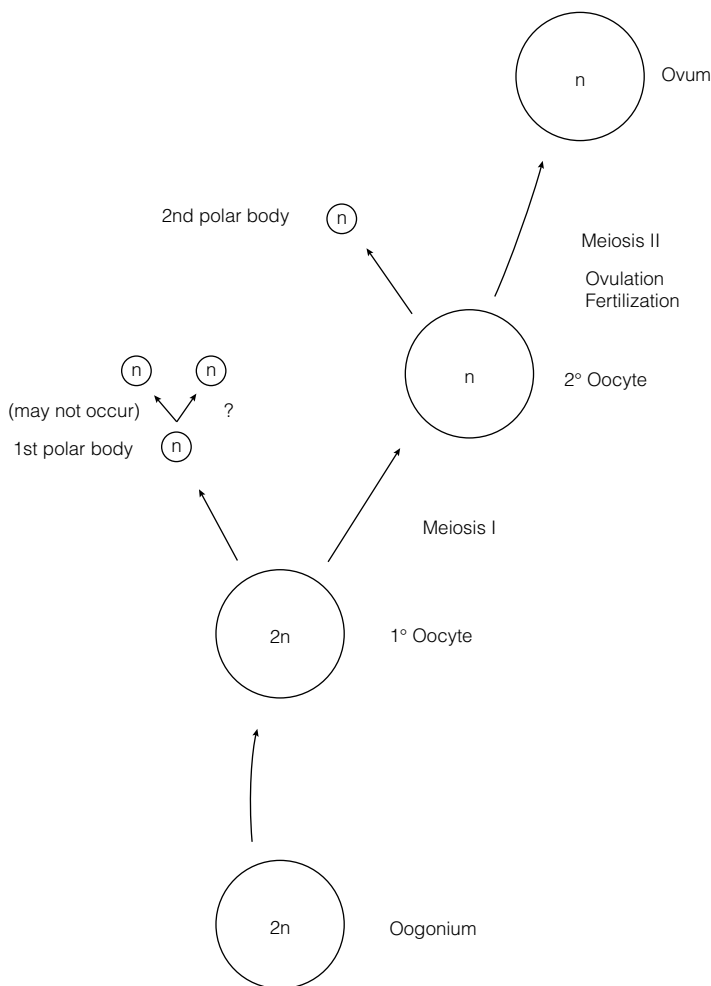 n
Ovum
2nd polar body
n
Meiosis II
Ovulation
Fertilization
n
n
n
2° Oocyte
(may not occur)
?
1st polar body
n
Meiosis I
2n
1° Oocyte
2n
Oogonium